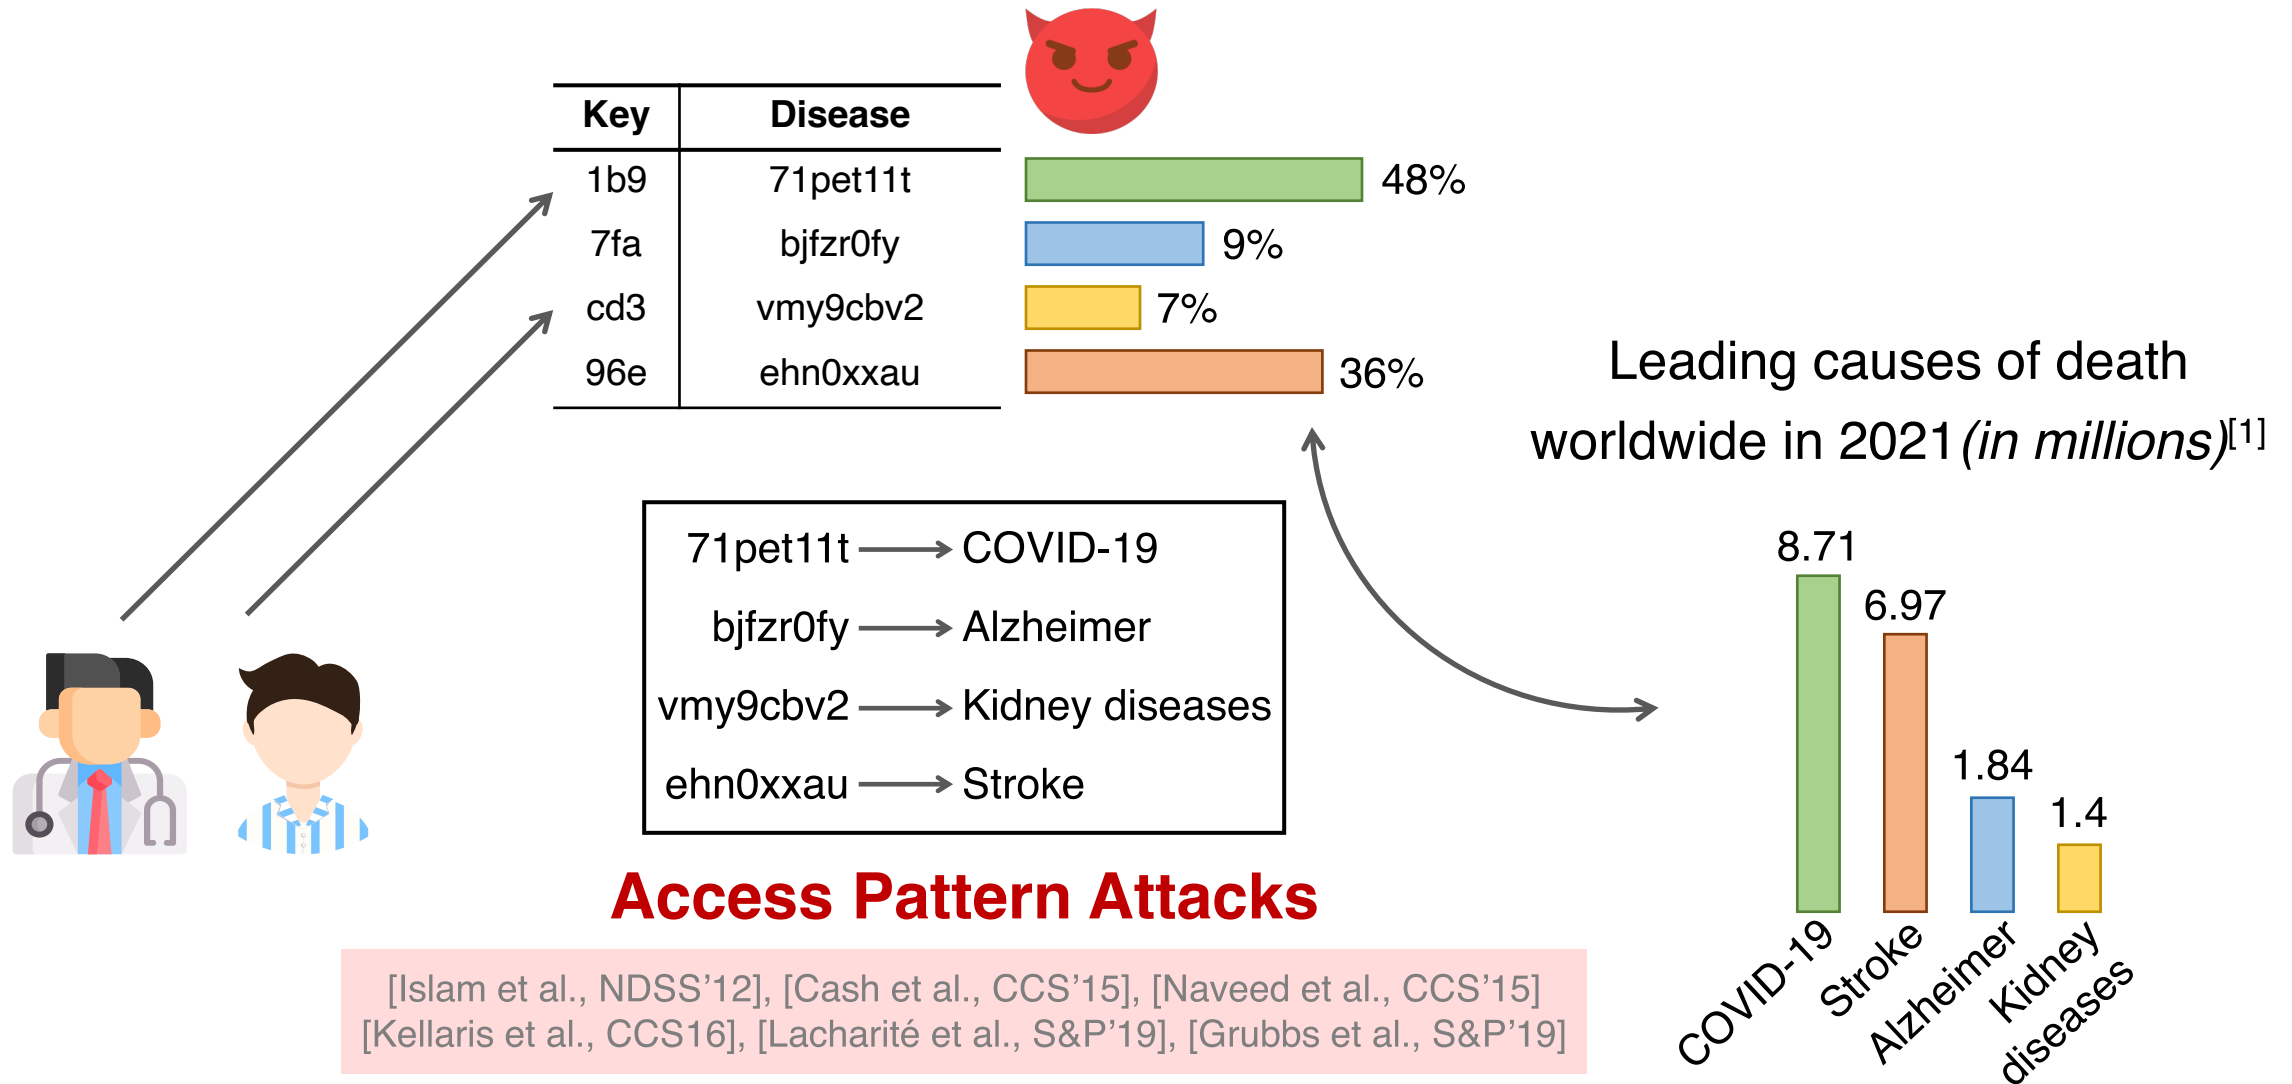 Key Disease
1b9 71pet11t 48%
7fa bjfzr0fy 9%
cd3 vmy9cbv2 7%
96e ehn0xxau 36%
Leading causes of death
worldwide in 2021 (in millions)[1]
71pet11t COVID-19
bjfzr0fy Alzheimer
vmy9cbv2 Kidney diseases
ehn0xxau Stroke
8.71
6.97
1.84
1.4
COVID-19
Stroke
Alzheimer
Kidney
diseases
Access Pattern Attacks
[Islam et al., NDSS’12], [Cash et al., CCS’15], [Naveed et al., CCS’15]
[Kellaris et al., CCS16], [Lacharité et al., S&P’19], [Grubbs et al., S&P’19]